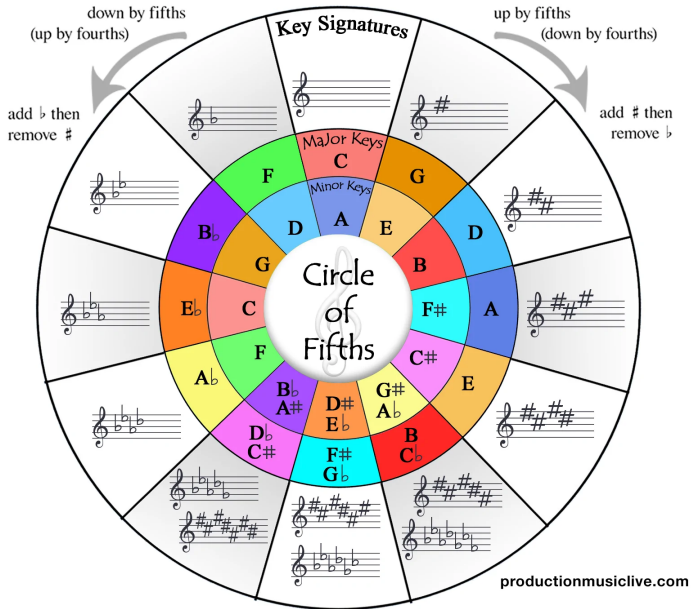 down by fifths
(up by fourths)
Key Signatures
up by fifths
(down by fourths)
add ♭ then
remove ♯
add ♯ then
remove ♭
Major Keys
C
G
D
A
E
B
C♭
F♯
G♭
D♭
C♯
A♭
E♭
B♭
F
Minor Keys
A
E
B
F♯
C♯
G♯
A♭
D♯
E♭
B♭
A♯
F
C
G
D
Circle
of
Fifths
productionmusiclive.com